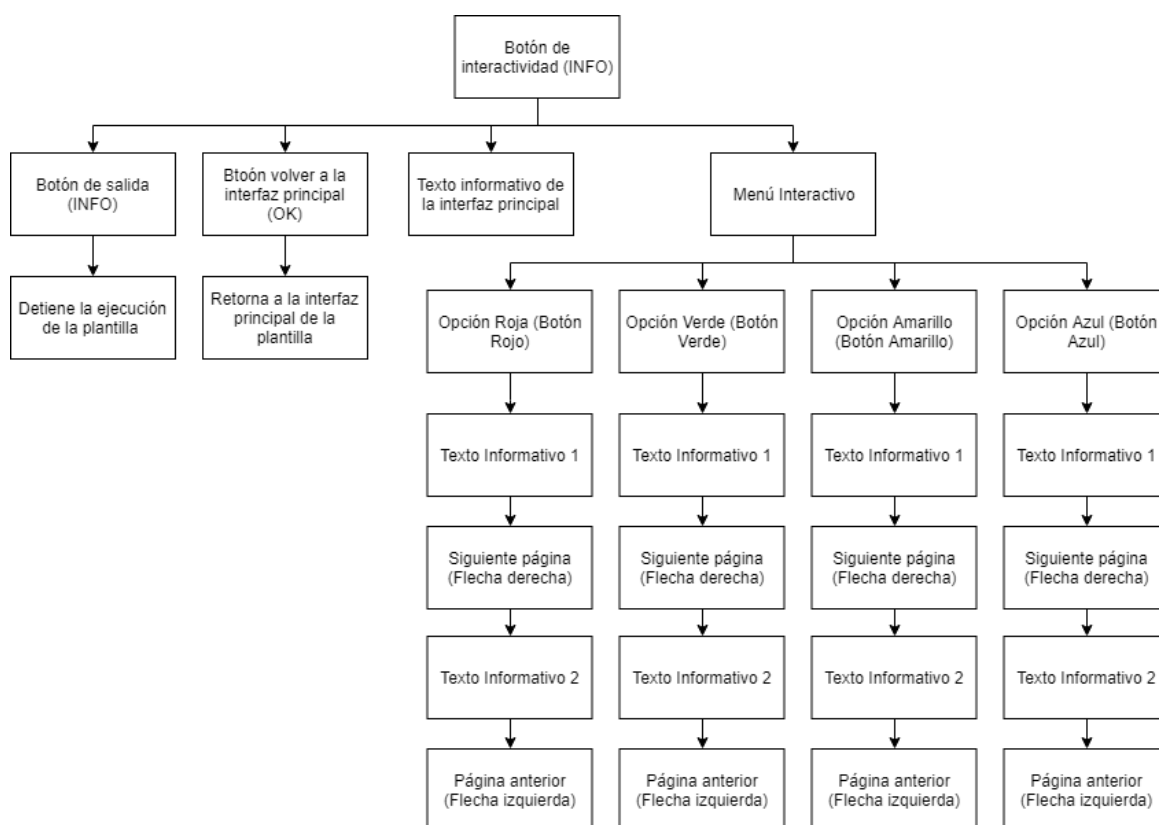 Botón de
interactividad (INFO)
Botón de salida
(INFO)
Btoón volver a la
interfaz principal
(OK)
Texto informativo de
la interfaz principal
Menú Interactivo
Detiene la ejecución
de la plantilla
Retorna a la interfaz
principal de la
plantilla
Opción Roja (Botón
Rojo)
Opción Verde (Botón
Verde)
Opción Amarillo
(Botón Amarillo)
Opción Azul (Botón
Azul)
Texto Informativo 1
Texto Informativo 1
Texto Informativo 1
Texto Informativo 1
Siguiente página
(Flecha derecha)
Siguiente página
(Flecha derecha)
Siguiente página
(Flecha derecha)
Siguiente página
(Flecha derecha)
Texto Informativo 2
Texto Informativo 2
Texto Informativo 2
Texto Informativo 2
Página anterior
(Flecha izquierda)
Página anterior
(Flecha izquierda)
Página anterior
(Flecha izquierda)
Página anterior
(Flecha izquierda)